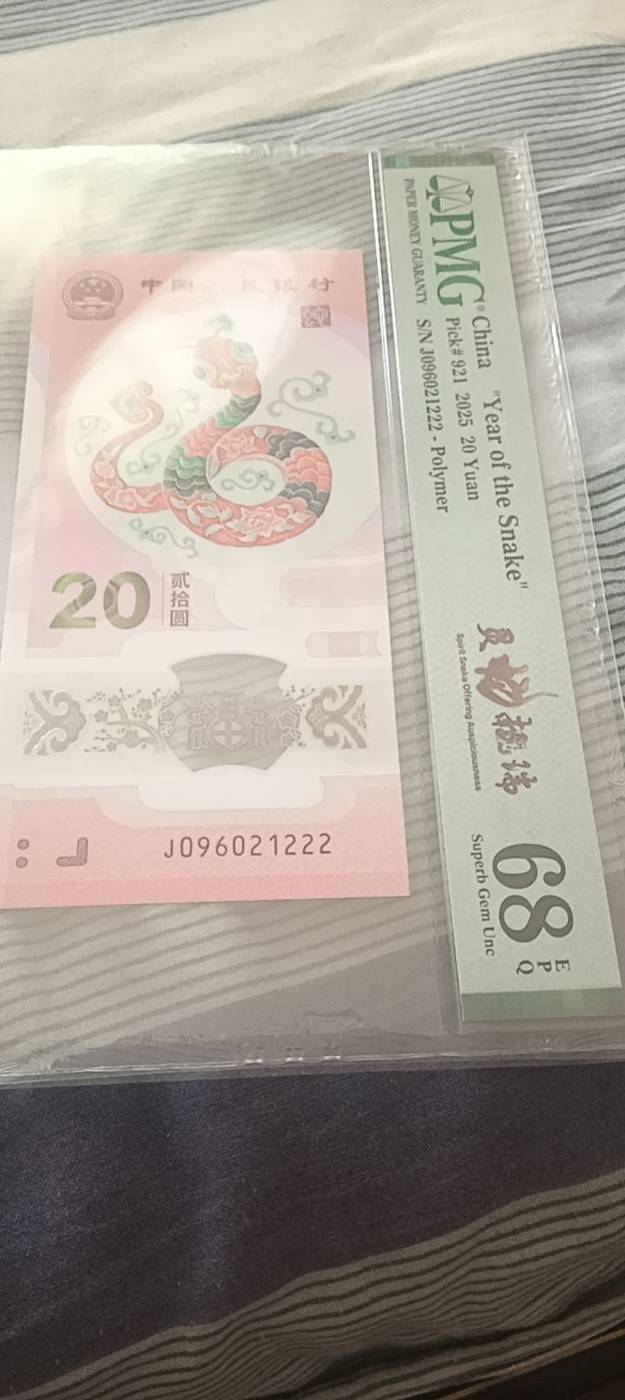 PMG®
PAPER MONEY GUARANTY
China "Year of the Snake"
Pick# 921 2025 20 Yuan
S/N J096021222 - Polymer
Spirit Snake Offering Auspiciousness
68
EPQ
Superb Gem Unc
中国人民银行
20
贰拾圆
J096021222